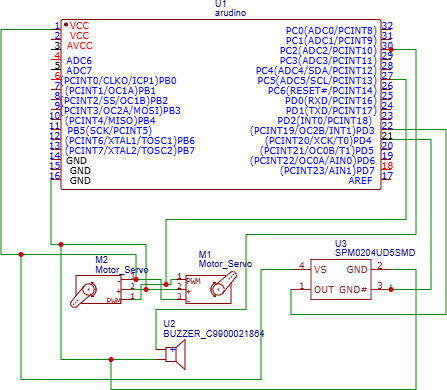 U1
arudino
1 VCC PC0(ADC0/PCINT8) 32
2 VCC PC1(ADC1/PCINT9) 31
3 AVCC PC2(ADC2/PCINT10) 30
4 ADC6 PC3(ADC3/PCINT11) 29
5 ADC7 PC4(ADC4/SDA/PCINT12) 28
6 (PCINT0/CLKO/ICP1)PB0 PC5(ADC5/SCL/PCINT13) 27
7 (PCINT1/OC1A)PB1 PC6(RESET#/PCINT14) 26
8 (PCINT2/SS/OC1B)PB2 PD0(RXD/PCINT16) 25
9 (PCINT3/OC2A/MOSI)PB3 PD1(TXD/PCINT17) 24
10 (PCINT4/MISO)PB4 PD2(INT0/PCINT18) 23
11 PB5(SCK/PCINT5) (PCINT19/OC2B/INT1)PD3 22
12 (PCINT6/XTAL1/TOSC1)PB6 (PCINT20/XCK/T0)PD4 21
13 (PCINT7/XTAL2/TOSC2)PB7 (PCINT21/OC0B/T1)PD5 20
14 GND (PCINT22/OC0A/AIN0)PD6 19
15 GND (PCINT23/AIN1)PD7 18
16 GND AREF 17
M2
Motor_Servo
- 3
+ 2
PWM 1
M1
Motor_Servo
1 PWM
2 +
3 -
U3
SPM0204UD5SMD
4 VS GND 2
1 OUT GND# 3
U2
BUZZER_C9900021864
+